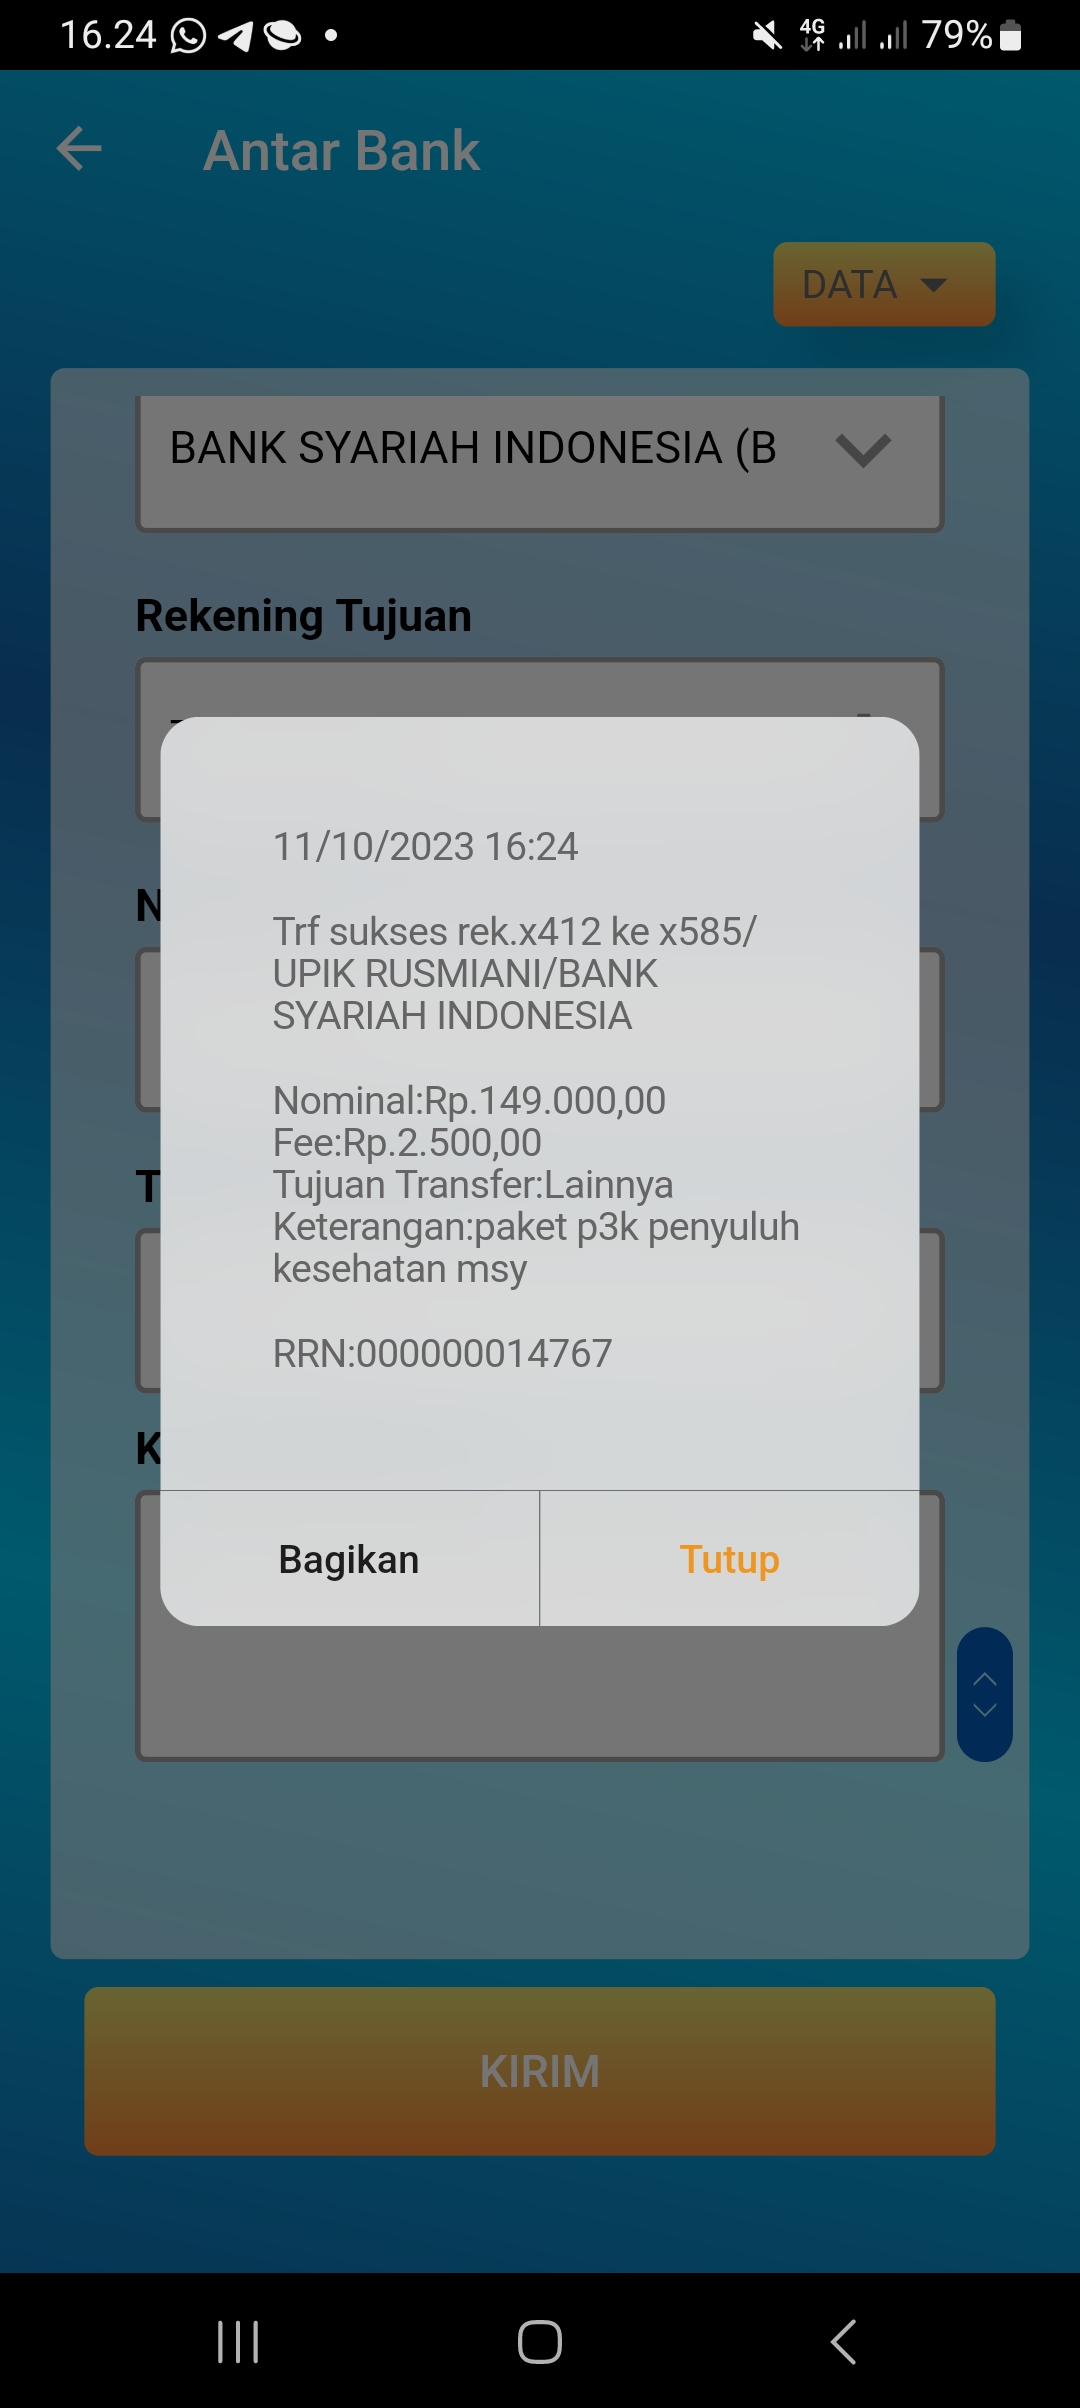 16.24
4G
79%
Antar Bank
DATA
BANK SYARIAH INDONESIA (B
Rekening Tujuan
N
T
K
11/10/2023 16:24
Trf sukses rek.x412 ke x585/
UPIK RUSMIANI/BANK
SYARIAH INDONESIA
Nominal:Rp.149.000,00
Fee:Rp.2.500,00
Tujuan Transfer:Lainnya
Keterangan:paket p3k penyuluh
kesehatan msy
RRN:000000014767
Bagikan
Tutup
KIRIM